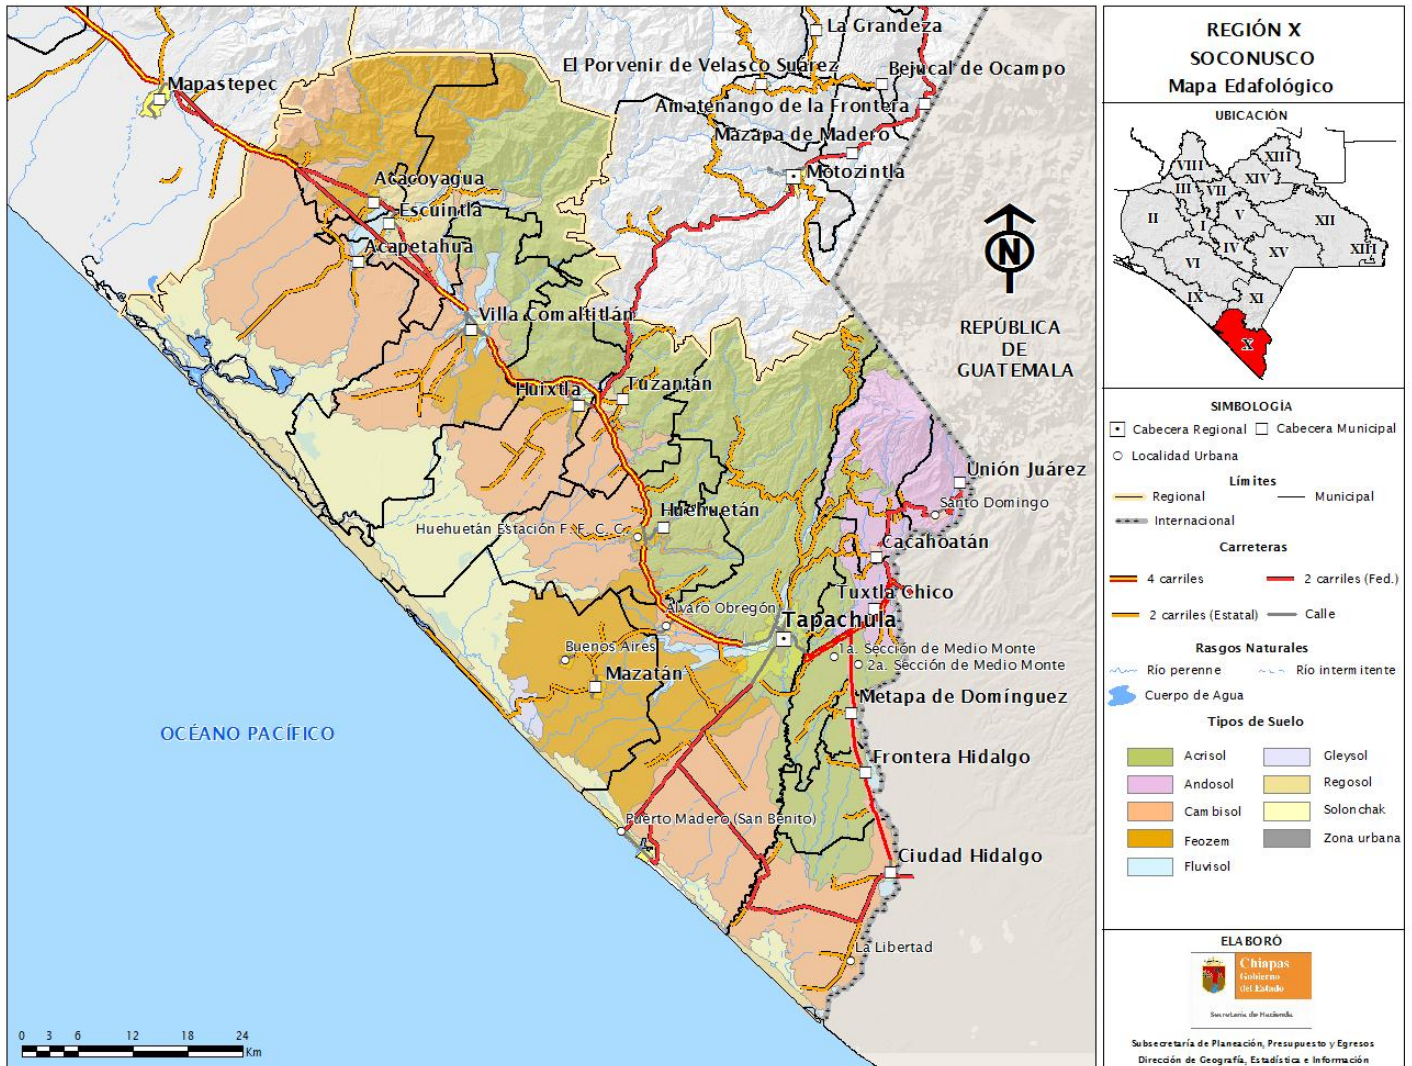 La Grandeza
El Porvenir de Velasco Suárez
Bejucal de Ocampo
Mapastepec
Amatenango de la Frontera
Mazapa de Madero
Motozintla
Atacoyagua
Escuintla
Acapetahua
Villa Comaltitlán
REPÚBLICA
DE
GUATEMALA
Huixtla
Tuzantán
Unión Juárez
Santo Domingo
Huehuetán
Huehuetán Estación F. F. C. C.
Cacahoatán
Tuxtla Chico
Alvaro Obregón
Tapachula
Buenos Aires
1a. Sección de Medio Monte
2a. Sección de Medio Monte
Mazatán
Metapa de Domínguez
OCÉANO PACÍFICO
Frontera Hidalgo
Puerto Madero (San Benito)
Ciudad Hidalgo
La Libertad
N
0 3 6 12 18 24
Km
REGIÓN X
SOCONUSCO
Mapa Edafológico
UBICACIÓN
VIII
XIII
III
VII
XIV
II
I
V
XII
IV
XV
XIII
VI
IX
XI
X
SIMBOLOGÍA
Cabecera Regional
Cabecera Municipal
Localidad Urbana
Límites
Regional
Municipal
Internacional
Carreteras
4 carriles
2 carriles (Fed.)
2 carriles (Estatal)
Calle
Rasgos Naturales
Río perenne
Río intermitente
Cuerpo de Agua
Tipos de Suelo
Acrisol
Gleysol
Andosol
Regosol
Cambisol
Solonchak
Feozem
Zona urbana
Fluvisol
ELABORÓ
Chiapas
Gobierno
del Estado
Secretaría de Hacienda
Subsecretaría de Planeación, Presupuesto y Egresos
Dirección de Geografía, Estadística e Información